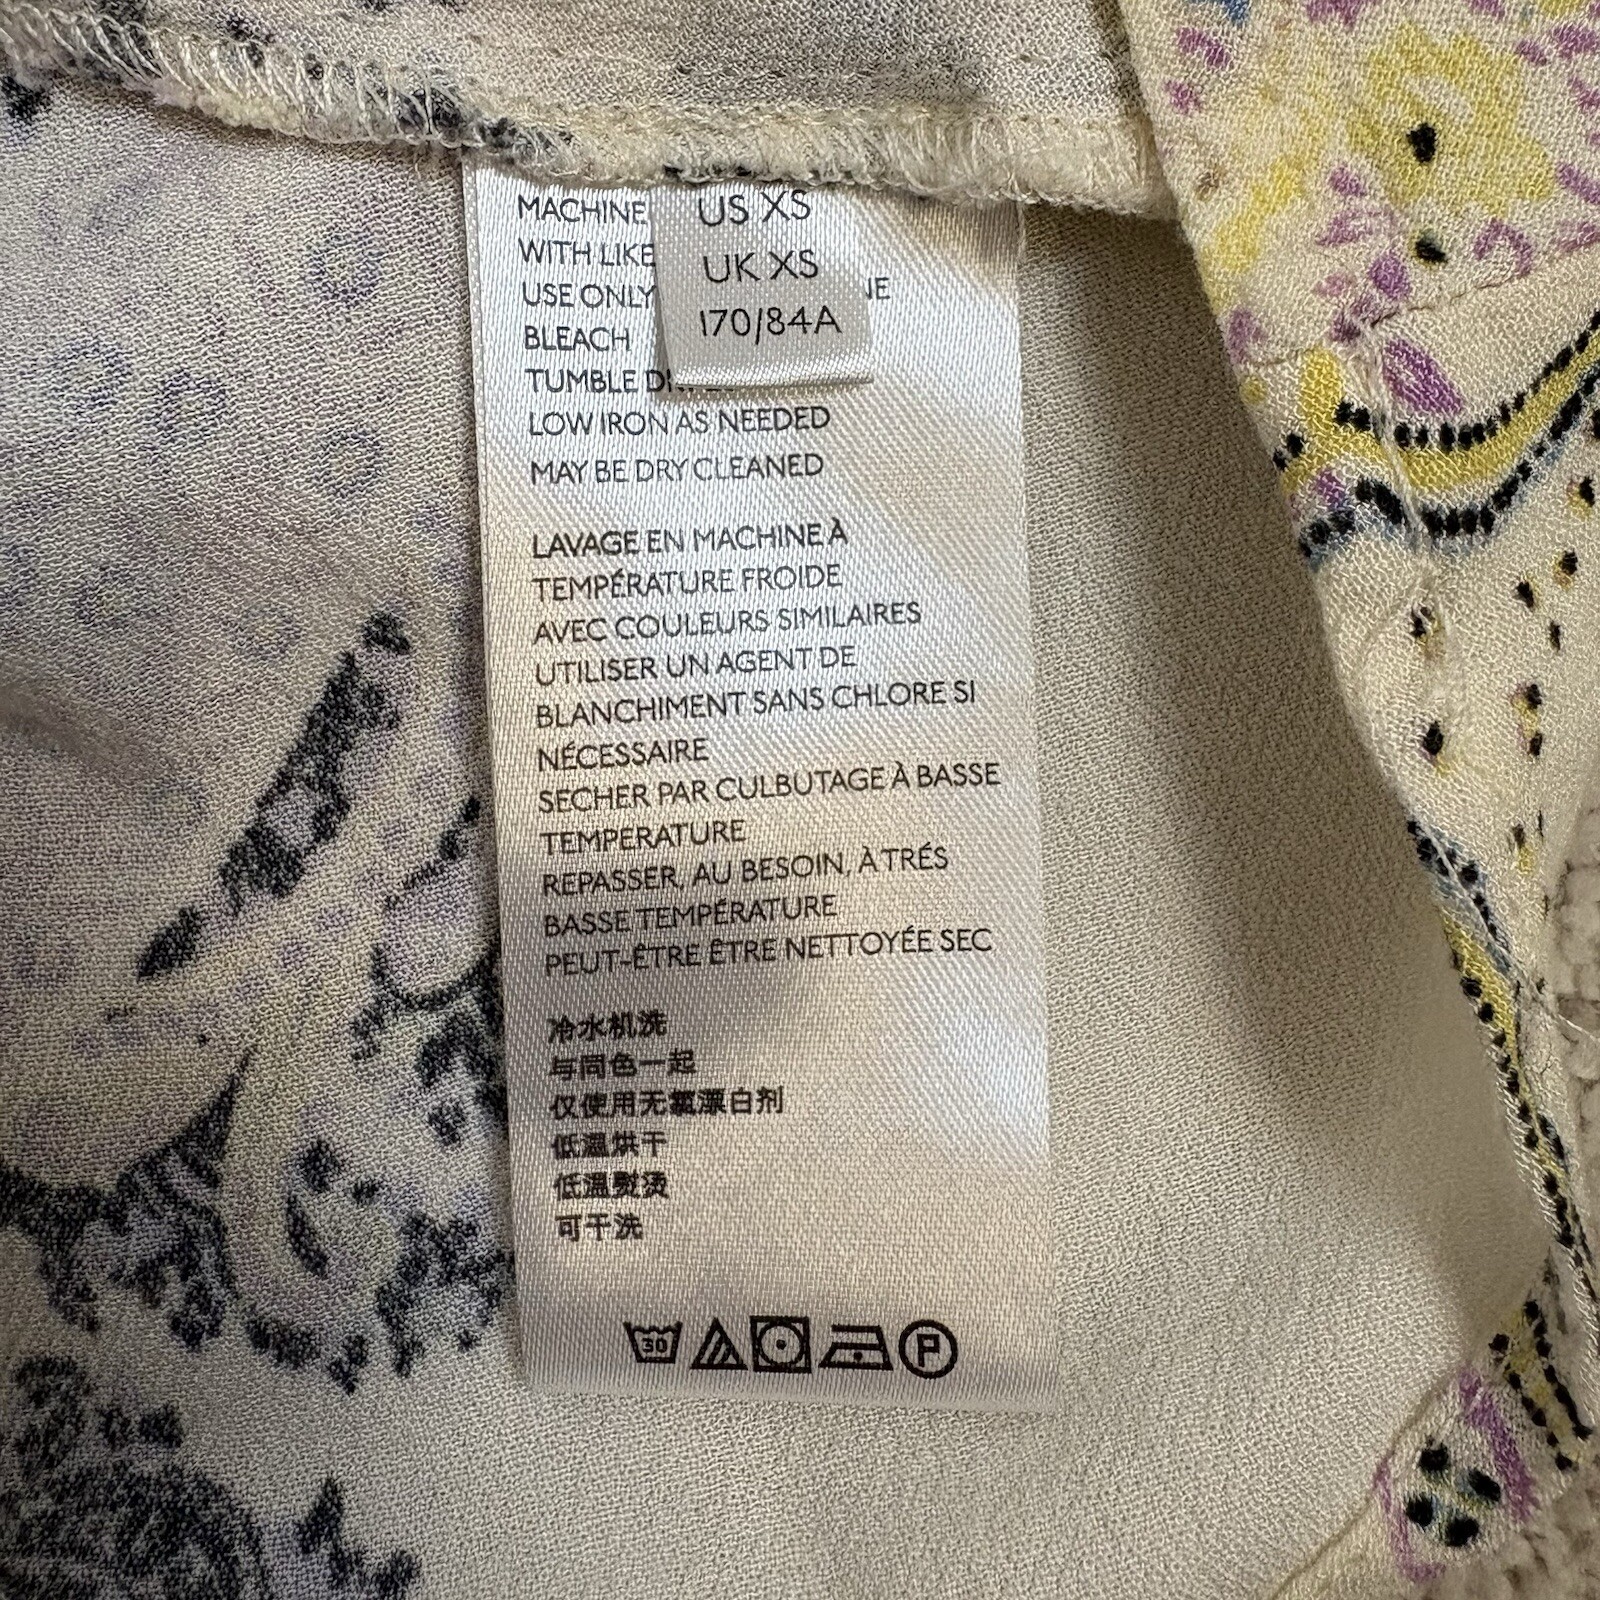 US XS
UK XS
170/84A
MACHINE
WITH LIKE
USE ONLY
BLEACH
TUMBLE
LOW IRON AS NEEDED
MAY BE DRY CLEANED
LAVAGE EN MACHINE À
TEMPÉRATURE FROIDE
AVEC COULEURS SIMILAIRES
UTILISER UN AGENT DE
BLANCHIMENT SANS CHLORE SI
NÉCESSAIRE
SECHER PAR CULBUTAGE À BASSE
TEMPERATURE
REPASSER, AU BESOIN, À TRÉS
BASSE TEMPÉRATURE
PEUT-ÊTRE ÊTRE NETTOYÉE SEC
冷水机洗
与同色一起
仅使用无氯漂白剂
低温烘干
低温熨烫
可干洗
30
P